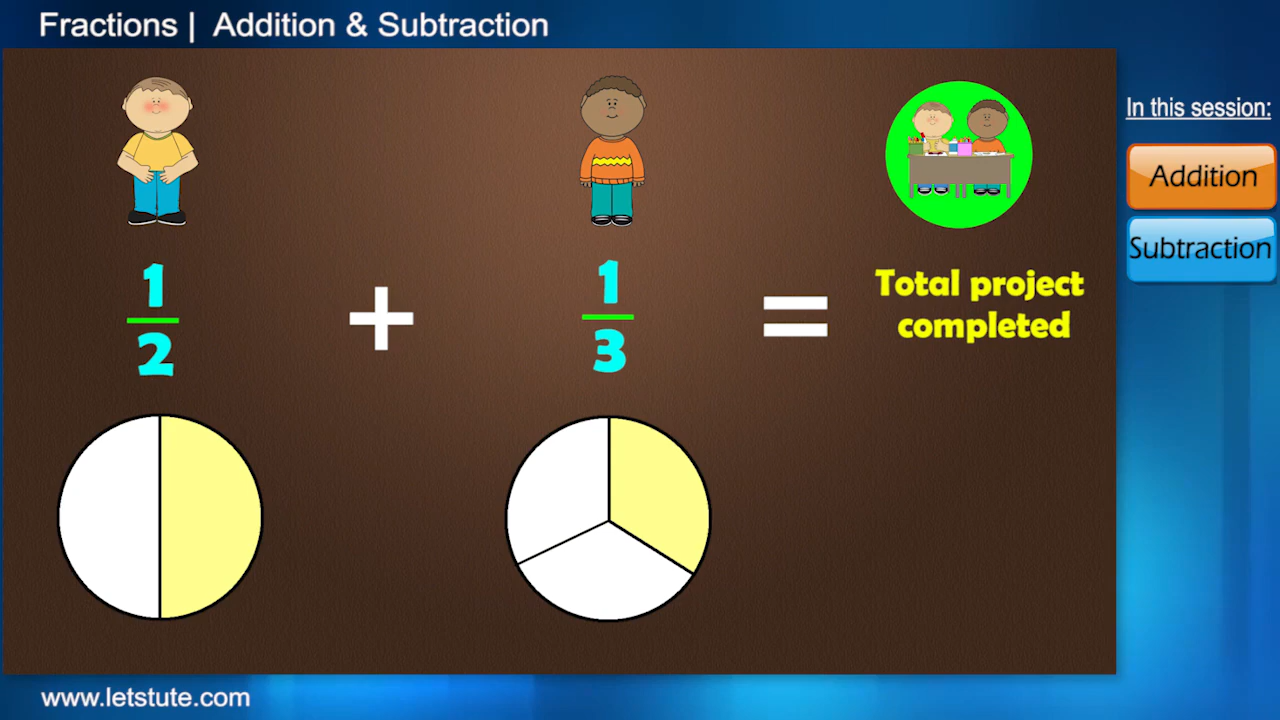 Fractions | Addition & Subtraction
In this session:
Addition
Subtraction
1
2
+
1
3
=
Total project
completed
www.letstute.com